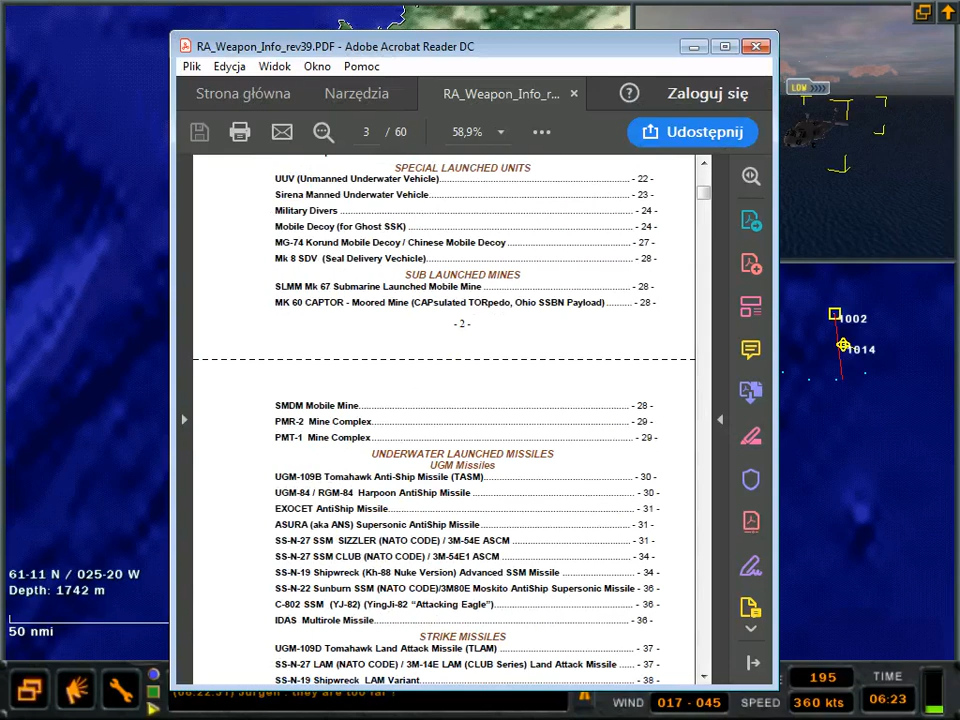 RA_Weapon_Info_rev39.PDF - Adobe Acrobat Reader DC
Plik Edycja Widok Okno Pomoc
Strona główna Narzędzia RA_Weapon_Info_r... × ? Zaloguj się
3 / 60 58,9% Udostępnij
SPECIAL LAUNCHED UNITS
UUV (Unmanned Underwater Vehicle) - 22 -
Sirena Manned Underwater Vehicle - 23 -
Military Divers - 24 -
Mobile Decoy (for Ghost SSK) - 24 -
MG-74 Korund Mobile Decoy / Chinese Mobile Decoy - 27 -
Mk 8 SDV (Seal Delivery Vechicle) - 28 -
SUB LAUNCHED MINES
SLMM Mk 67 Submarine Launched Mobile Mine - 28 -
MK 60 CAPTOR - Moored Mine (CAPsulated TORpedo, Ohio SSBN Payload) - 28 -
- 2 -
SMDM Mobile Mine - 28 -
PMR-2 Mine Complex - 29 -
PMT-1 Mine Complex - 29 -
UNDERWATER LAUNCHED MISSILES
UGM Missiles
UGM-109B Tomahawk Anti-Ship Missile (TASM) - 30 -
UGM-84 / RGM-84 Harpoon AntiShip Missile - 30 -
EXOCET AntiShip Missile - 31 -
ASURA (aka ANS) Supersonic AntiShip Missile - 31 -
SS-N-27 SSM SIZZLER (NATO CODE) / 3M-54E ASCM - 31 -
SS-N-27 SSM CLUB (NATO CODE) / 3M-54E1 ASCM - 34 -
SS-N-19 Shipwreck (Kh-88 Nuke Version) Advanced SSM Missile - 34 -
SS-N-22 Sunburn SSM (NATO CODE)/3M80E Moskito AntiShip Supersonic Missile - 36 -
C-802 SSM (YJ-82) (YingJi-82 “Attacking Eagle”) - 36 -
IDAS Multirole Missile - 36 -
STRIKE MISSILES
UGM-109D Tomahawk Land Attack Missile (TLAM) - 37 -
SS-N-27 LAM (NATO CODE) / 3M-14E LAM (CLUB Series) Land Attack Missile - 37 -
SS-N-19 Shipwreck LAM Variant - 38 -
LOW
1002
1014
61-11 N / 025-20 W
Depth: 1742 m
50 nmi
they are too far !
195 TIME
WIND 017 - 045 SPEED 360 kts 06:23